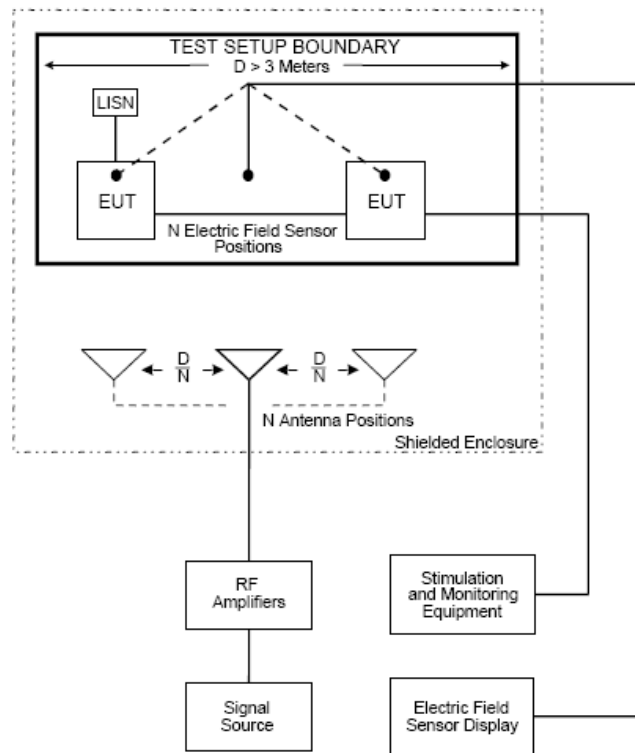 TEST SETUP BOUNDARY
D > 3 Meters
LISN
EUT
EUT
N Electric Field Sensor
Positions
D
N
D
N
N Antenna Positions
Shielded Enclosure
RF
Amplifiers
Stimulation
and Monitoring
Equipment
Signal
Source
Electric Field
Sensor Display